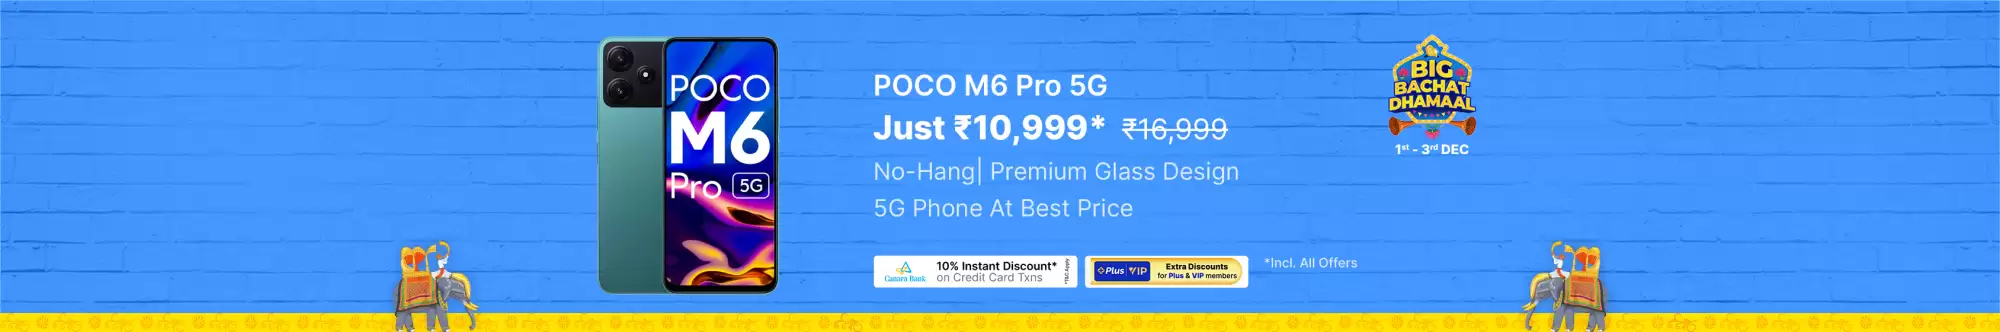 POCO
M6
Pro 5G
POCO M6 Pro 5G
Just ₹10,999* ₹16,999
No-Hang| Premium Glass Design
5G Phone At Best Price
Canara Bank
10% Instant Discount*
on Credit Card Txns
*T&C Apply
Plus VIP
Extra Discounts
for Plus & VIP members
*Incl. All Offers
BIG
BACHAT
DHAMAAL
1st - 3rd DEC